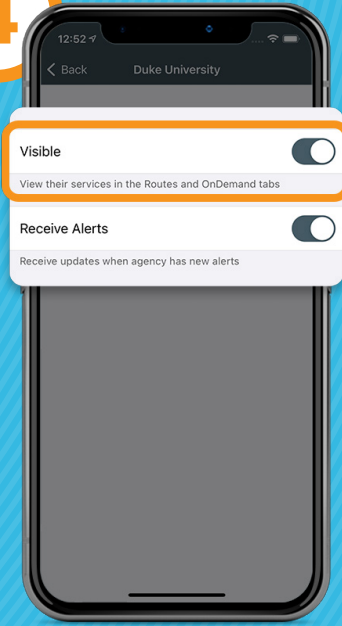 4
12:52
Back
Duke University
Visible
View their services in the Routes and OnDemand tabs
Receive Alerts
Receive updates when agency has new alerts